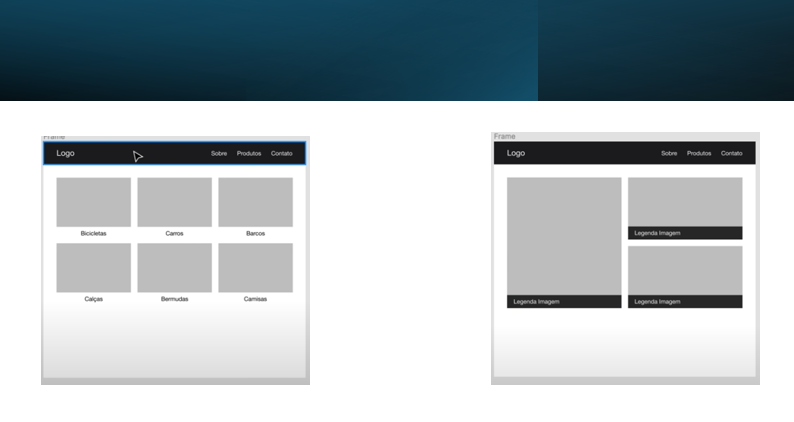 Frame
Logo
Sobre Produtos Contato
Bicicletas Carros Barcos
Calças Bermudas Camisas
Frame
Logo
Sobre Produtos Contato
Legenda Imagem
Legenda Imagem Legenda Imagem